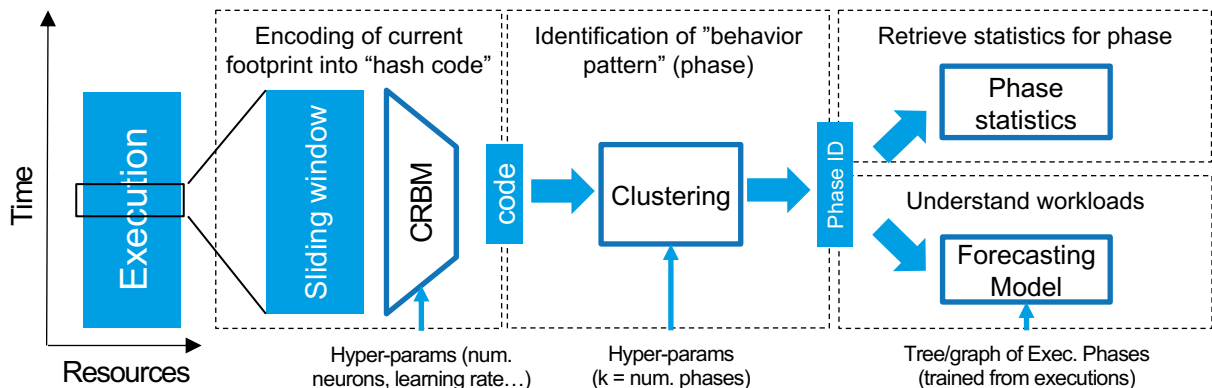 Time
Resources
Execution
Encoding of current
footprint into “hash code”
Sliding window
CRBM
code
Hyper-params (num.
neurons, learning rate…)
Identification of ”behavior
pattern” (phase)
Clustering
Hyper-params
(k = num. phases)
Phase ID
Retrieve statistics for phase
Phase
statistics
Understand workloads
Forecasting
Model
Tree/graph of Exec. Phases
(trained from executions)